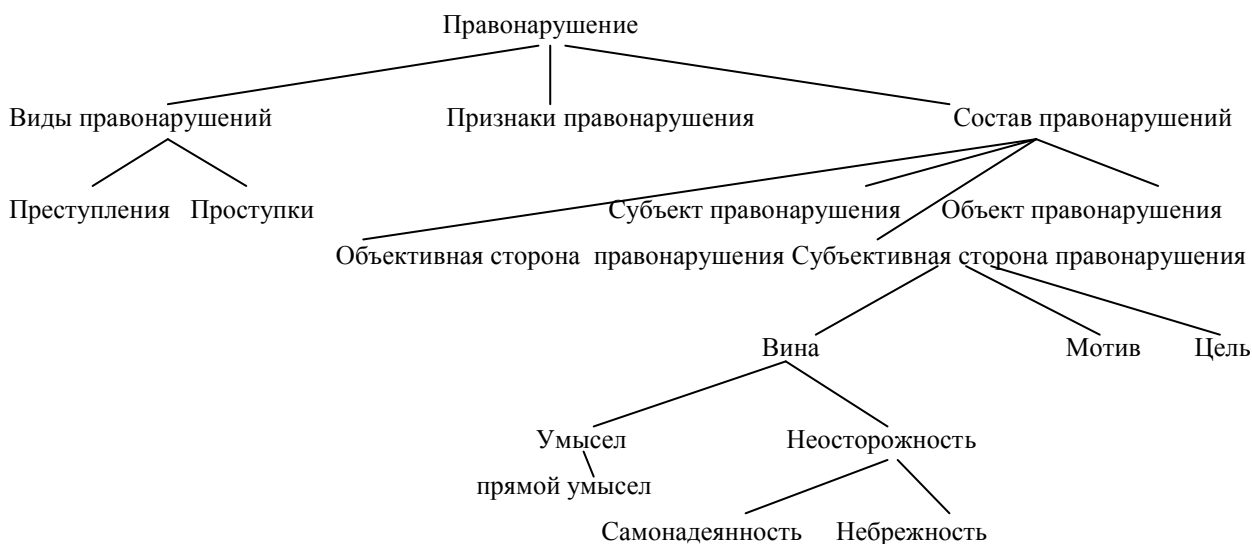 Правонарушение
Виды правонарушений Признаки правонарушения Состав правонарушений
Преступления Проступки Субъект правонарушения Объект правонарушения
Объективная сторона правонарушения Субъективная сторона правонарушения
Вина Мотив Цель
Умысел Неосторожность
прямой умысел
Самонадеянность Небрежность